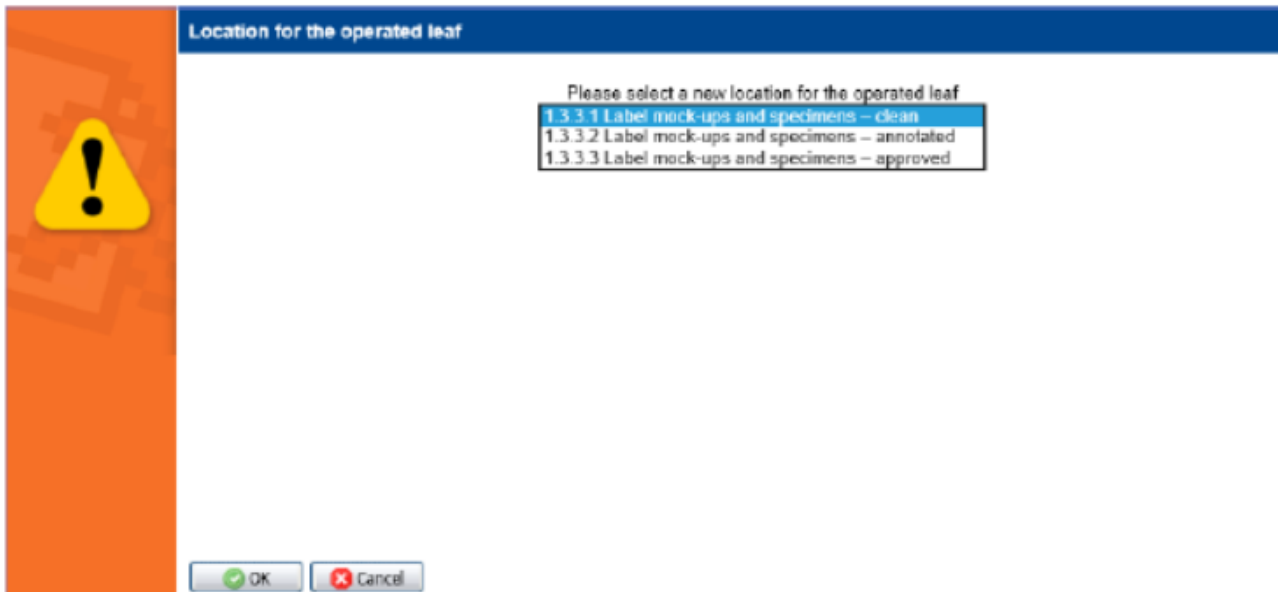 Location for the operated leaf
Please select a new location for the operated leaf
1.3.3.1 Label mock-ups and specimens – clean
1.3.3.2 Label mock-ups and specimens – annotated
1.3.3.3 Label mock-ups and specimens – approved
OK Cancel